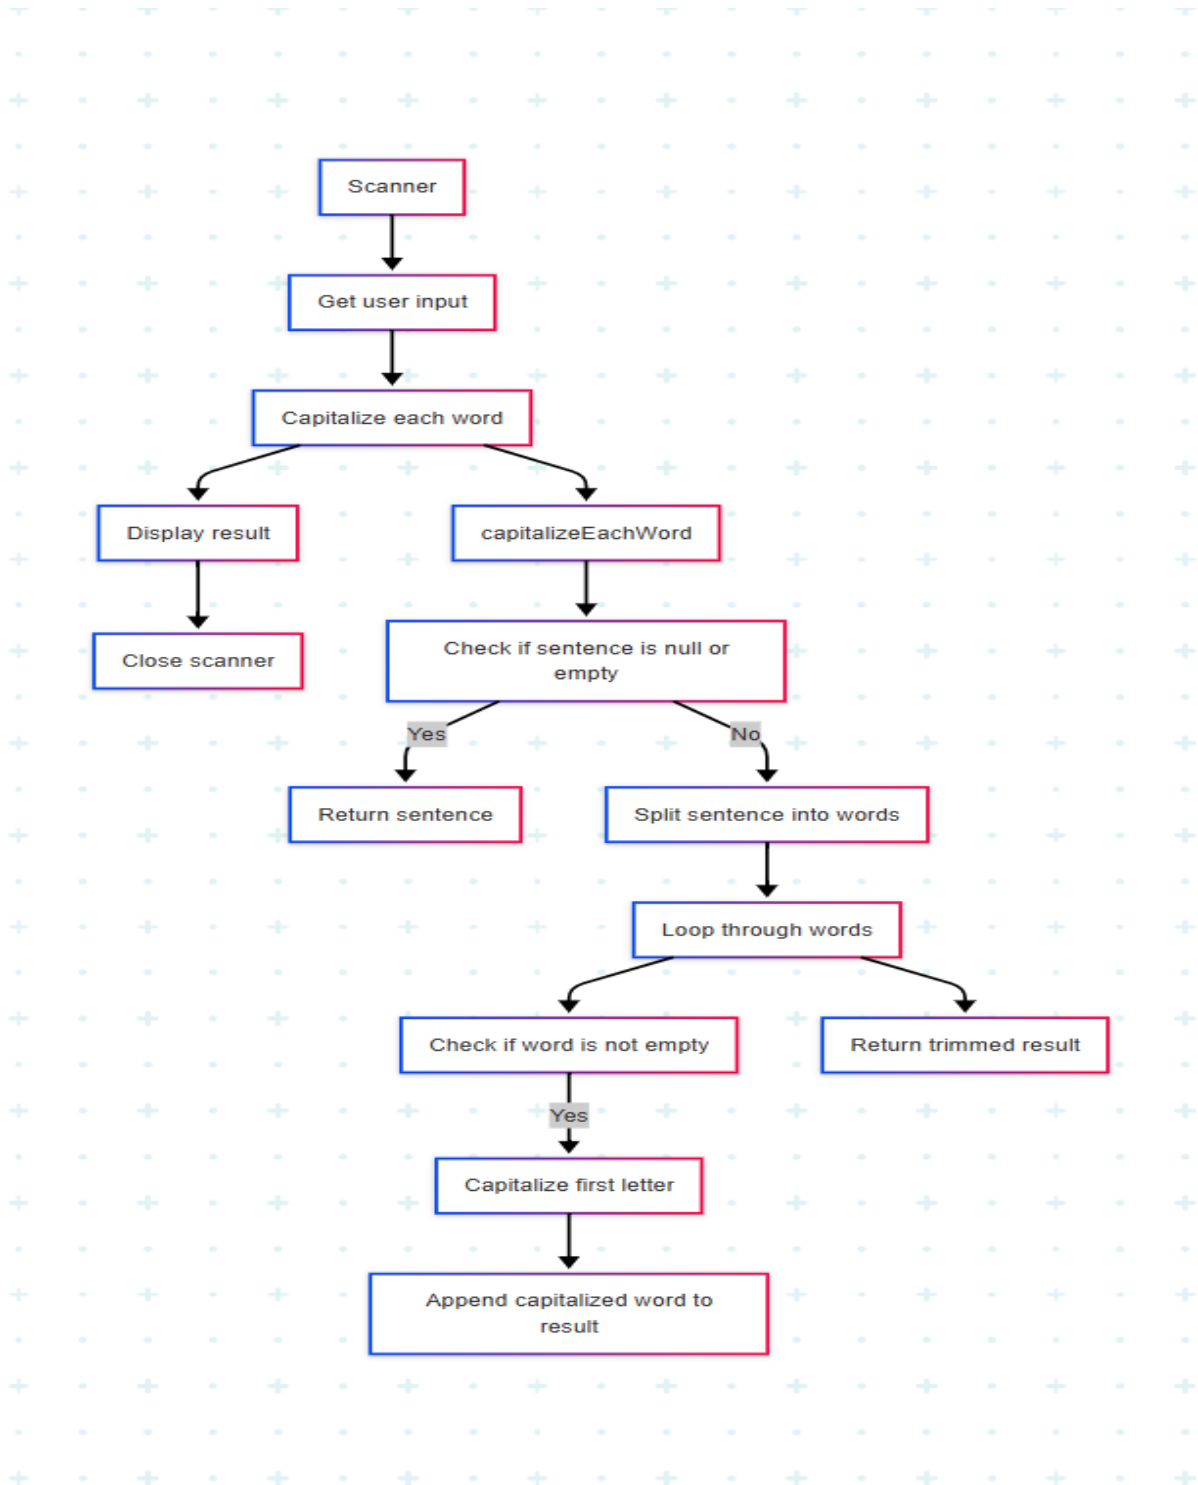 Scanner
Get user input
Capitalize each word
Display result
capitalizeEachWord
Close scanner
Check if sentence is null or
empty
Yes
No
Return sentence
Split sentence into words
Loop through words
Check if word is not empty
Return trimmed result
Yes
Capitalize first letter
Append capitalized word to
result